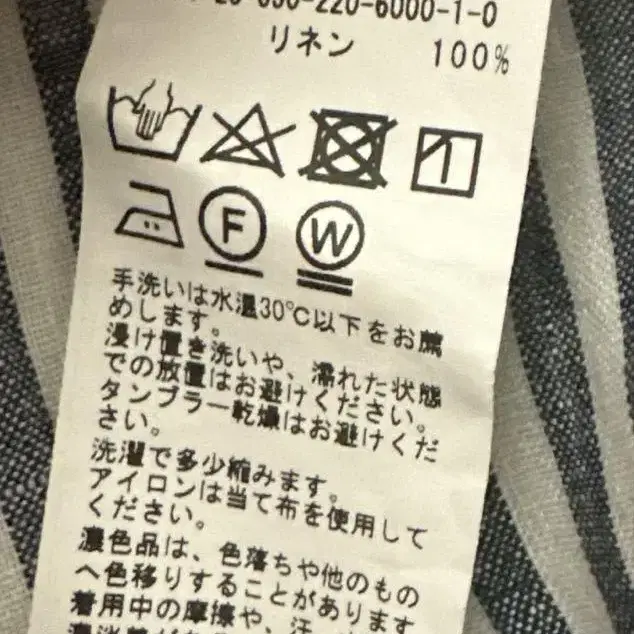 -030-220-6000-1-0
リネン 100%
F W
手洗いは水温30℃以下をお薦
めします。
浸け置き洗いや、濡れた状態
での放置はお避けください。
タンブラー乾燥はお避けくだ
さい。
洗濯で多少縮みます。
アイロンは当て布を使用して
ください。
濃色品は、色落ちや他のもの
へ色移りすることがあります
着用中の摩擦や、汗